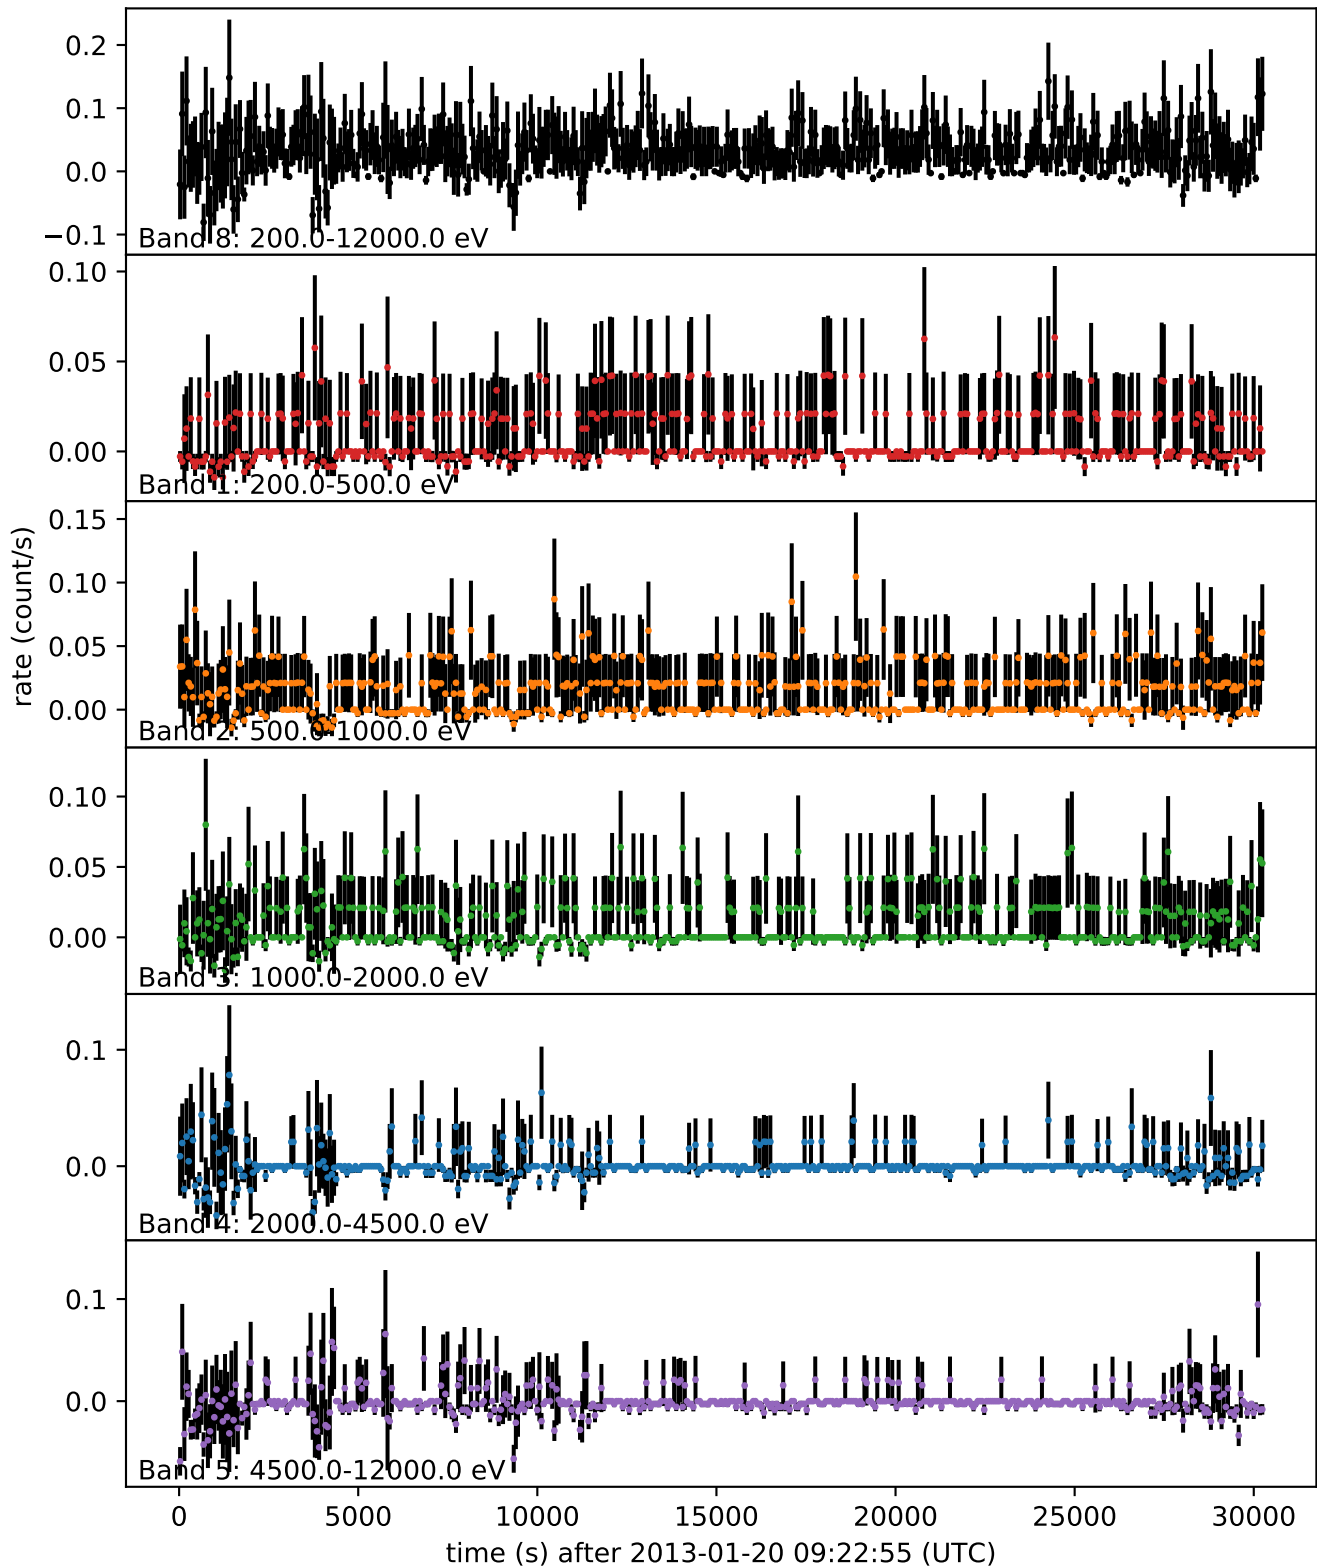 0.2
0.1
0.0
−0.1
Band 8: 200.0-12000.0 eV
0.10
0.05
0.00
Band 1: 200.0-500.0 eV
rate (count/s)
0.15
0.10
0.05
0.00
Band 2: 500.0-1000.0 eV
0.10
0.05
0.00
Band 3: 1000.0-2000.0 eV
0.1
0.0
Band 4: 2000.0-4500.0 eV
0.1
0.0
Band 5: 4500.0-12000.0 eV
0 5000 10000 15000 20000 25000 30000
time (s) after 2013-01-20 09:22:55 (UTC)